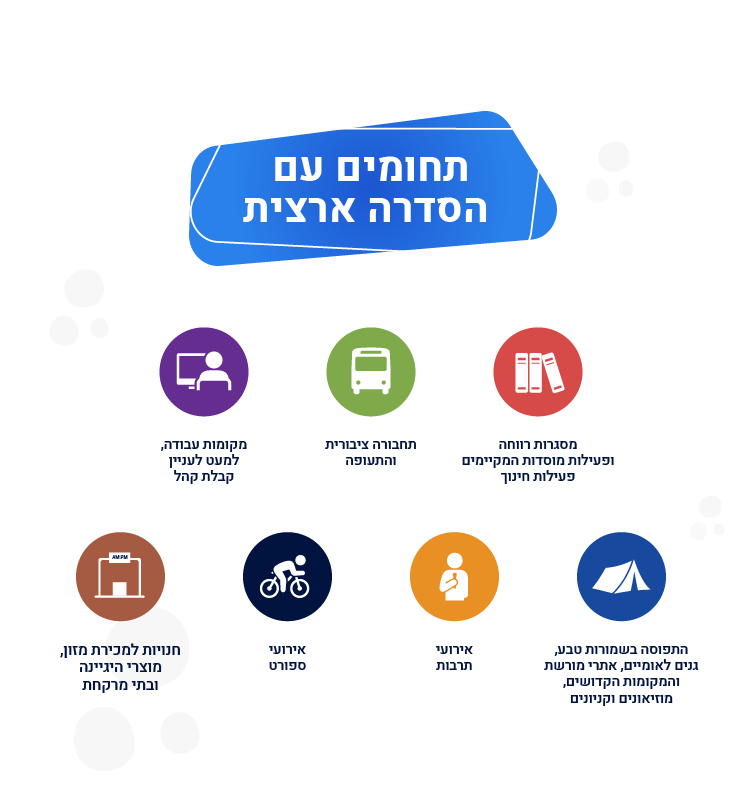 תחומים עם
הסדרה ארצית
מסגרות רווחה
ופעילות מוסדות המקיימים
פעילות חינוך
תחבורה ציבורית
והתעופה
מקומות עבודה,
למעט לעניין
קבלת קהל
התפוסה בשמורות טבע,
גנים לאומיים, אתרי מורשת
והמקומות הקדושים,
מוזיאונים וקניונים
אירועי
תרבות
אירועי
ספורט
AM:PM
חנויות למכירת מזון,
מוצרי היגיינה
ובתי מרקחת